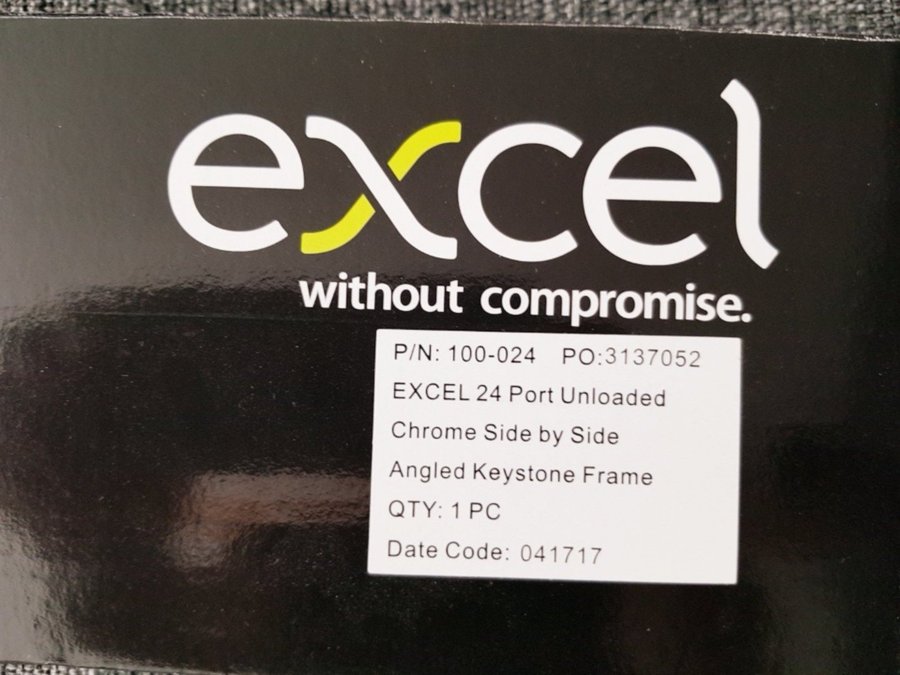 excel
without compromise.
P/N: 100-024 PO:3137052
EXCEL 24 Port Unloaded
Chrome Side by Side
Angled Keystone Frame
QTY: 1 PC
Date Code: 041717